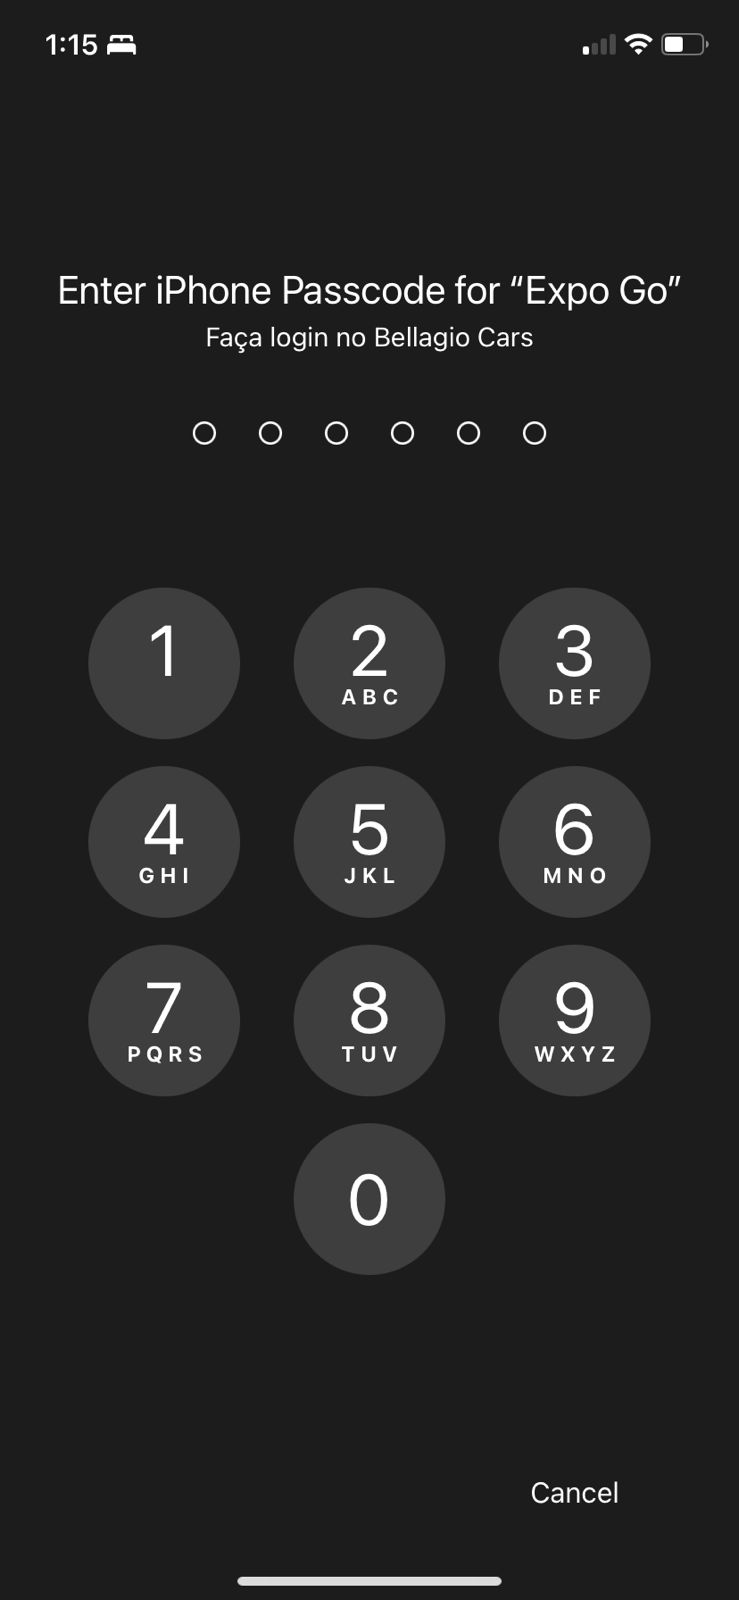 1:15
Enter iPhone Passcode for “Expo Go”
Faça login no Bellagio Cars
1 2 3
ABC DEF
4 5 6
GHI JKL MNO
7 8 9
PQRS TUV WXYZ
0
Cancel